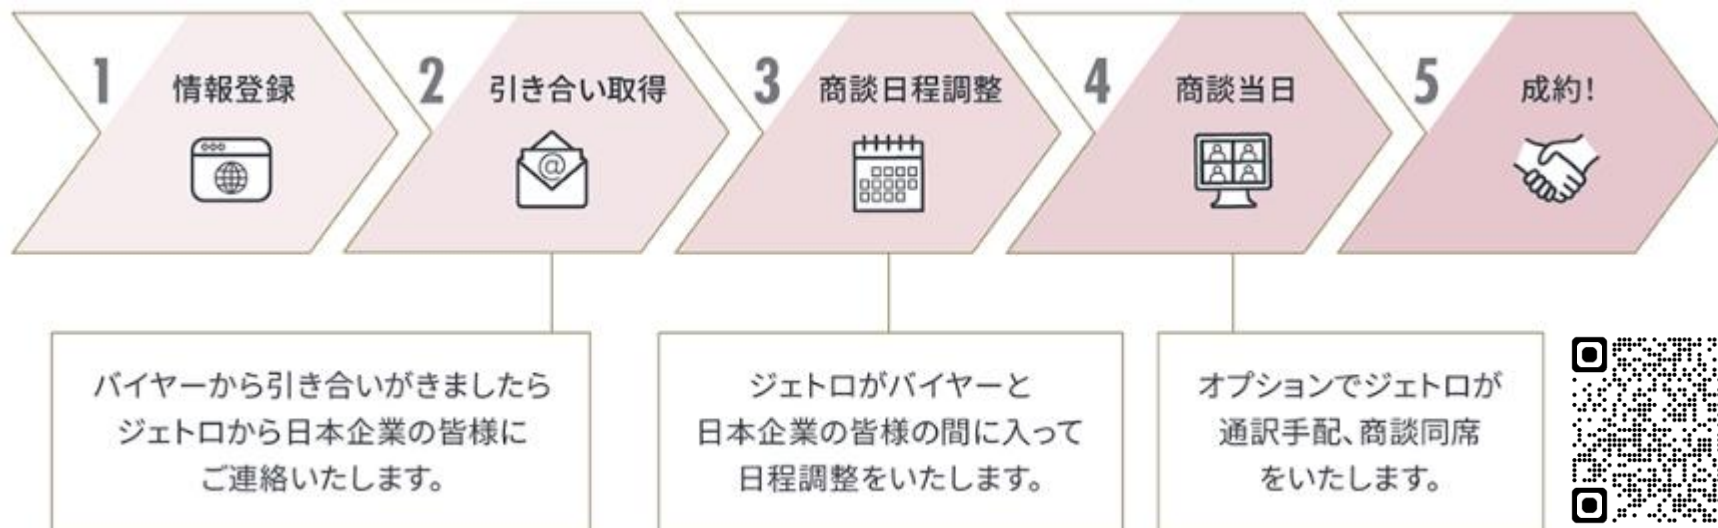 1 情報登録
2 引き合い取得
3 商談日程調整
4 商談当日
5 成約！
@
バイヤーから引き合いがきましたら
ジェトロから日本企業の皆様に
ご連絡いたします。
ジェトロがバイヤーと
日本企業の皆様の間に入って
日程調整をいたします。
オプションでジェトロが
通訳手配、商談同席
をいたします。